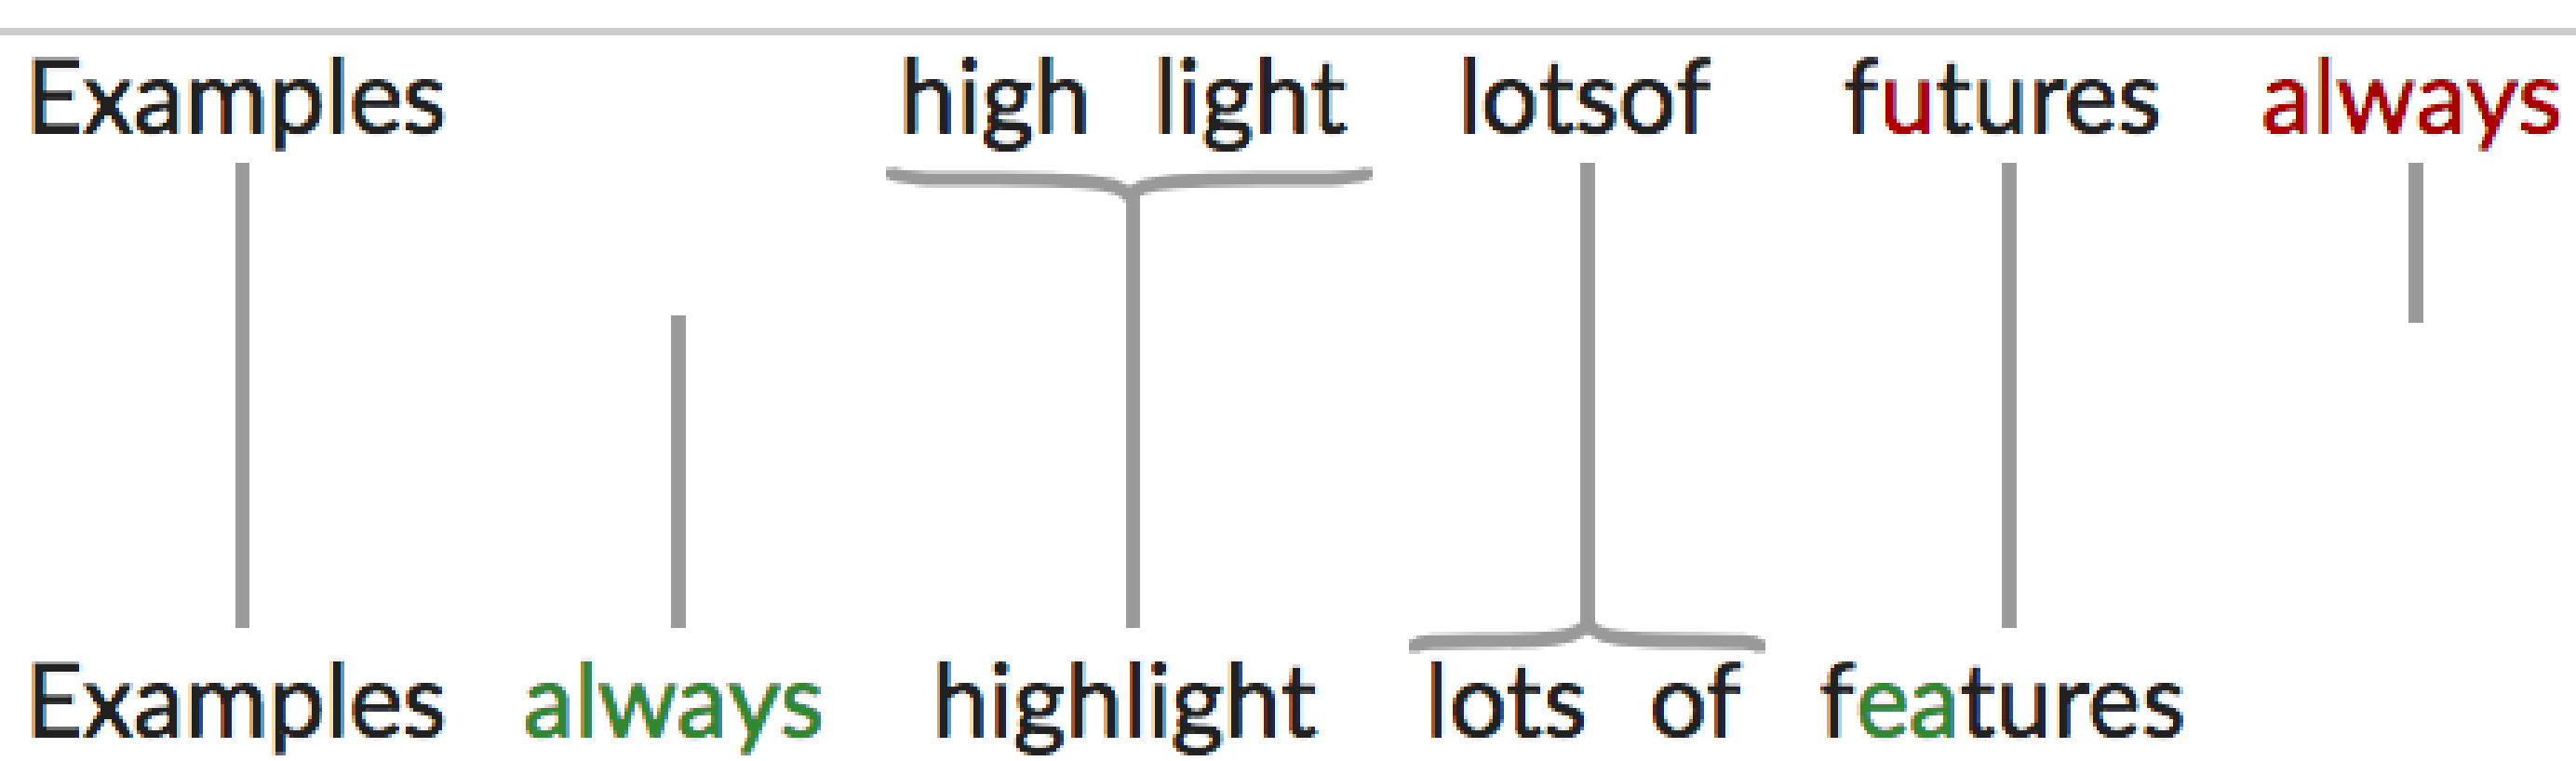 Examples high light lotsof futures always
Examples always highlight lots of features